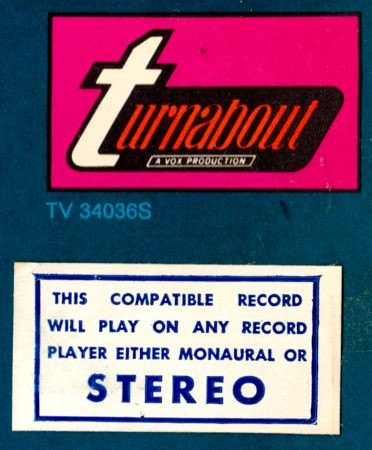 turnabout
A VOX PRODUCTION
TV 34036S
THIS COMPATIBLE RECORD
WILL PLAY ON ANY RECORD
PLAYER EITHER MONAURAL OR
STEREO